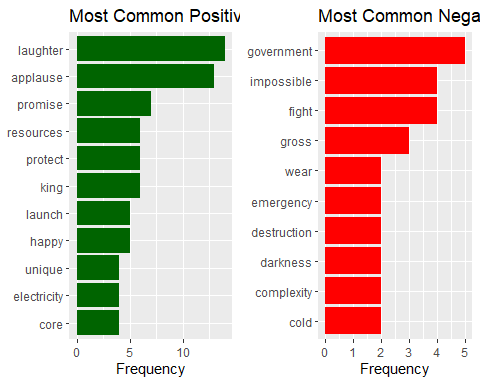 Most Common Positiv
laughter
applause
promise
resources
protect
king
launch
happy
unique
electricity
core
0 5 10
Frequency
Most Common Nega
government
impossible
fight
gross
wear
emergency
destruction
darkness
complexity
cold
0 1 2 3 4 5
Frequency